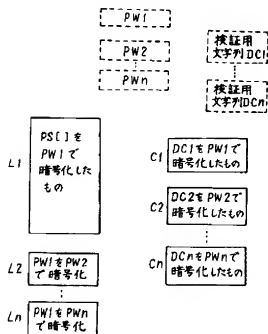 PW1
PW2
PWn
検証用
文字列DC1
検証用
文字列DCn
L1
PS[]を
PW1で
暗号化した
もの
L2
PW1をPW2
で暗号化
Ln
PW1をPWn
で暗号化
C1
DC1をPW1で
暗号化したもの
C2
DC2をPW2で
暗号化したもの
Cn
DCnをPWnで
暗号化したもの